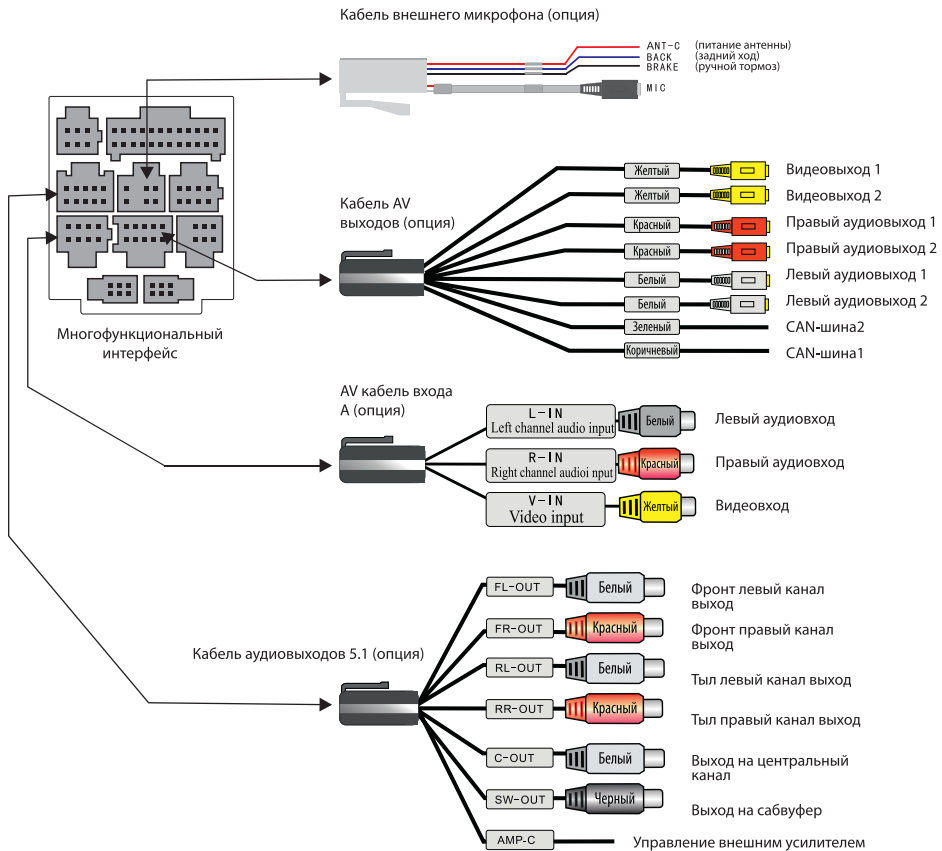 Кабель внешнего микрофона (опция)
ANT-C (питание антенны)
BACK (задний ход)
BRAKE (ручной тормоз)
MIC
Кабель AV
выходов (опция)
Желтый Видеовыход 1
Желтый Видеовыход 2
Красный Правый аудиовыход 1
Красный Правый аудиовыход 2
Белый Левый аудиовыход 1
Белый Левый аудиовыход 2
Зеленый CAN-шина2
Коричневый CAN-шина1
Многофункциональный
интерфейс
AV кабель входа
А (опция)
L-IN
Left channel audio input
Белый Левый аудиовход
R-IN
Right channel audioi nput
Красный Правый аудиовход
V-IN
Video input
Желтый Видеовход
Кабель аудиовыходов 5.1 (опция)
FL-OUT Белый Фронт левый канал
выход
FR-OUT Красный Фронт правый канал
выход
RL-OUT Белый Тыл левый канал выход
RR-OUT Красный Тыл правый канал выход
C-OUT Белый Выход на центральный
канал
SW-OUT Черный Выход на сабвуфер
AMP-C Управление внешним усилителем